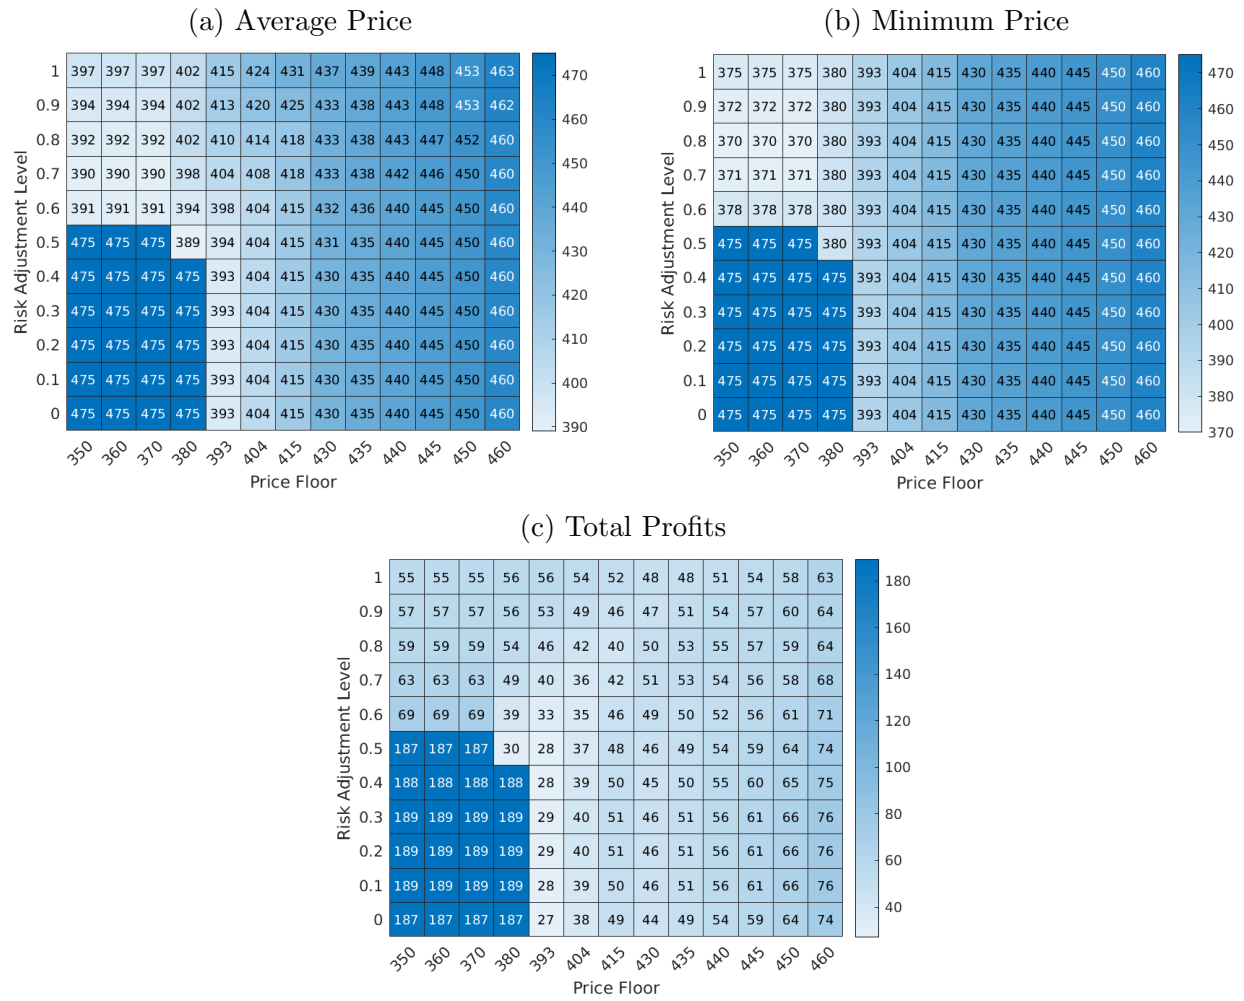 (a) Average Price
Risk Adjustment Level
1 397 397 397 402 415 424 431 437 439 443 448 453 463
0.9 394 394 394 402 413 420 425 433 438 443 448 453 462
0.8 392 392 392 402 410 414 418 433 438 443 447 452 460
0.7 390 390 390 398 404 408 418 433 438 442 446 450 460
0.6 391 391 391 394 398 404 415 432 436 440 445 450 460
0.5 475 475 475 389 394 404 415 431 435 440 445 450 460
0.4 475 475 475 475 393 404 415 430 435 440 445 450 460
0.3 475 475 475 475 393 404 415 430 435 440 445 450 460
0.2 475 475 475 475 393 404 415 430 435 440 445 450 460
0.1 475 475 475 475 393 404 415 430 435 440 445 450 460
0 475 475 475 475 393 404 415 430 435 440 445 450 460
350 360 370 380 393 404 415 430 435 440 445 450 460
Price Floor
470
460
450
440
430
420
410
400
390
(b) Minimum Price
Risk Adjustment Level
1 375 375 375 380 393 404 415 430 435 440 445 450 460
0.9 372 372 372 380 393 404 415 430 435 440 445 450 460
0.8 370 370 370 380 393 404 415 430 435 440 445 450 460
0.7 371 371 371 380 393 404 415 430 435 440 445 450 460
0.6 378 378 378 380 393 404 415 430 435 440 445 450 460
0.5 475 475 475 380 393 404 415 430 435 440 445 450 460
0.4 475 475 475 475 393 404 415 430 435 440 445 450 460
0.3 475 475 475 475 393 404 415 430 435 440 445 450 460
0.2 475 475 475 475 393 404 415 430 435 440 445 450 460
0.1 475 475 475 475 393 404 415 430 435 440 445 450 460
0 475 475 475 475 393 404 415 430 435 440 445 450 460
350 360 370 380 393 404 415 430 435 440 445 450 460
Price Floor
470
460
450
440
430
420
410
400
390
380
370
(c) Total Profits
Risk Adjustment Level
1 55 55 55 56 56 54 52 48 48 51 54 58 63
0.9 57 57 57 56 53 49 46 47 51 54 57 60 64
0.8 59 59 59 54 46 42 40 50 53 55 57 59 64
0.7 63 63 63 49 40 36 42 51 53 54 56 58 68
0.6 69 69 69 39 33 35 46 49 50 52 56 61 71
0.5 187 187 187 30 28 37 48 46 49 54 59 64 74
0.4 188 188 188 188 28 39 50 45 50 55 60 65 75
0.3 189 189 189 189 29 40 51 46 51 56 61 66 76
0.2 189 189 189 189 29 40 51 46 51 56 61 66 76
0.1 189 189 189 189 28 39 50 46 51 56 61 66 76
0 187 187 187 187 27 38 49 44 49 54 59 64 74
350 360 370 380 393 404 415 430 435 440 445 450 460
Price Floor
180
160
140
120
100
80
60
40